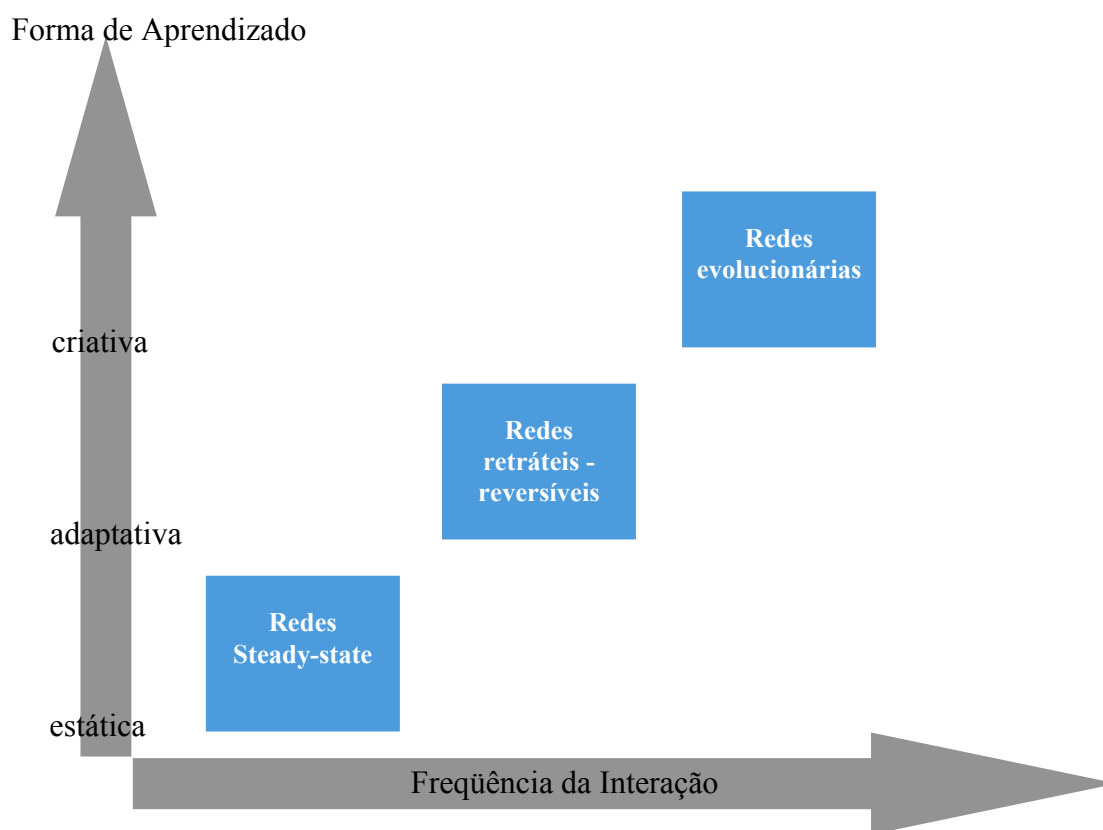 Forma de Aprendizado
Redes
evolucionárias
criativa
Redes
retráteis -
reversíveis
adaptativa
Redes
Steady-state
estática
Freqüência da Interação